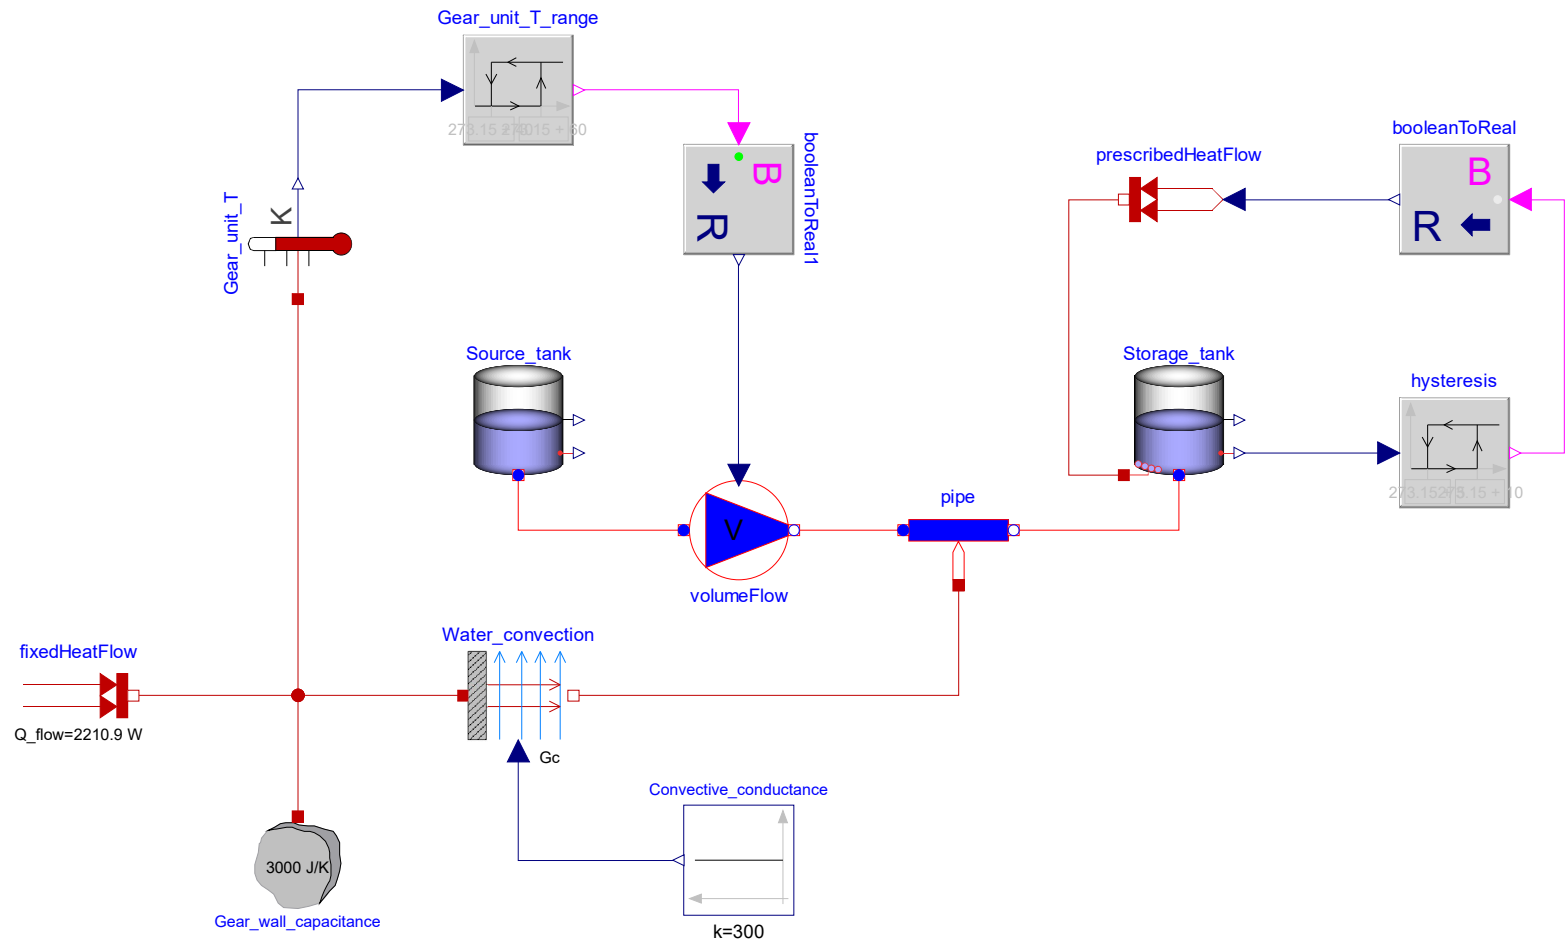 Gear_unit_T_range
booleanToReal
B
R
prescribedHeatFlow
booleanToReal1
B
R
Gear_unit_T
K
Source_tank
Storage_tank
hysteresis
pipe
V
volumeFlow
Water_convection
fixedHeatFlow
Q_flow=2210.9 W
Gc
Convective_conductance
3000 J/K
Gear_wall_capacitance
k=300